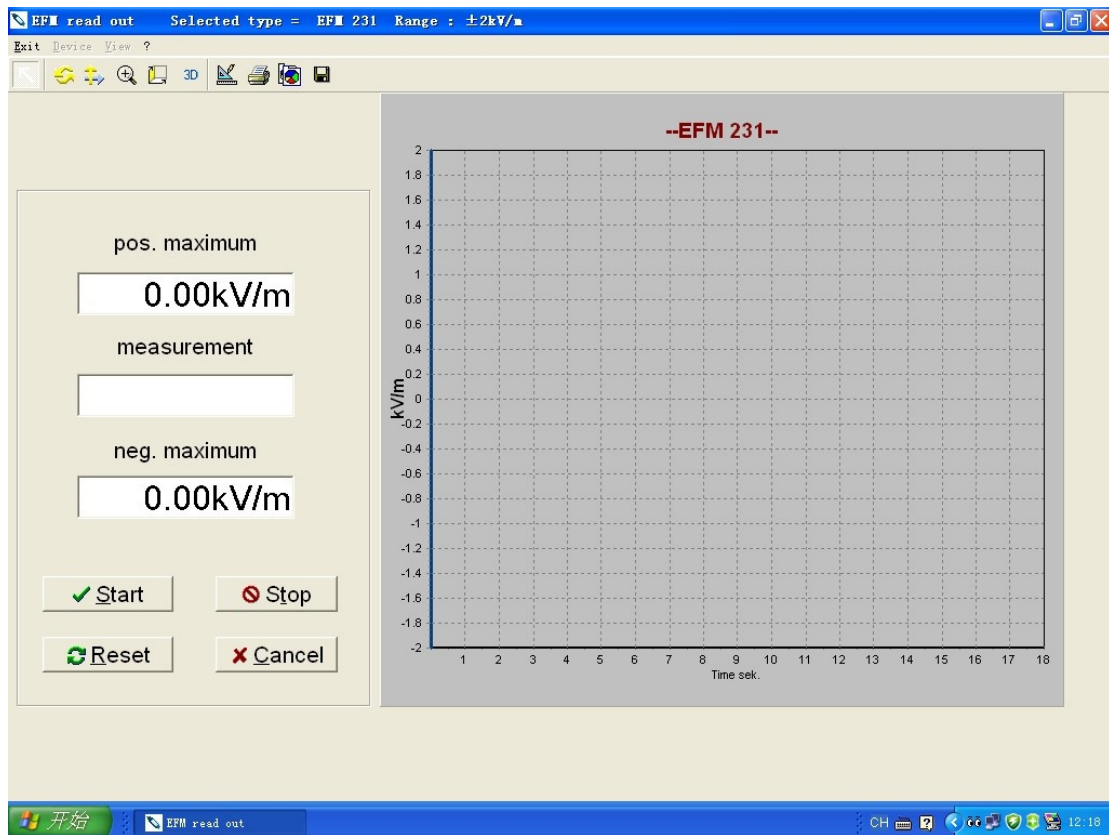 EFM read out Selected type = EFM 231 Range : ±2kV/m
Exit Device View ?
3D
--EFM 231--
pos. maximum
0.00kV/m
measurement
neg. maximum
0.00kV/m
Start
Stop
Reset
Cancel
kV/m
2
1.8
1.6
1.4
1.2
1
0.8
0.6
0.4
0.2
0
-0.2
-0.4
-0.6
-0.8
-1
-1.2
-1.4
-1.6
-1.8
-2
1 2 3 4 5 6 7 8 9 10 11 12 13 14 15 16 17 18
Time sek.
开始
EFM read out
CH
12:18